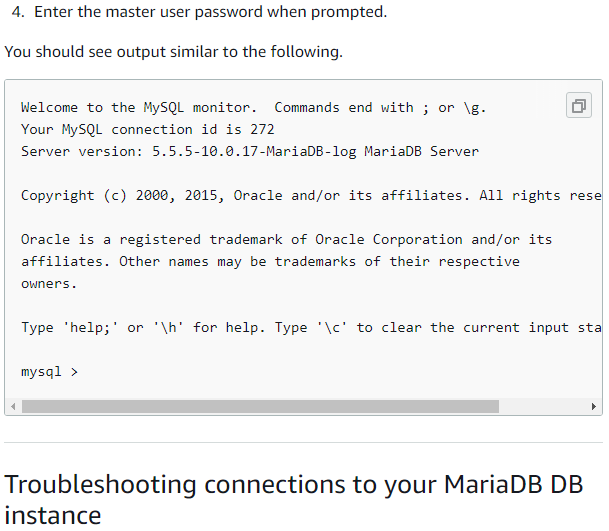 4. Enter the master user password when prompted.
You should see output similar to the following.
Welcome to the MySQL monitor.  Commands end with ; or \g.
Your MySQL connection id is 272
Server version: 5.5.5-10.0.17-MariaDB-log MariaDB Server
Copyright (c) 2000, 2015, Oracle and/or its affiliates. All rights rese
Oracle is a registered trademark of Oracle Corporation and/or its
affiliates. Other names may be trademarks of their respective
owners.
Type 'help;' or '\h' for help. Type '\c' to clear the current input sta
mysql >
Troubleshooting connections to your MariaDB DB
instance